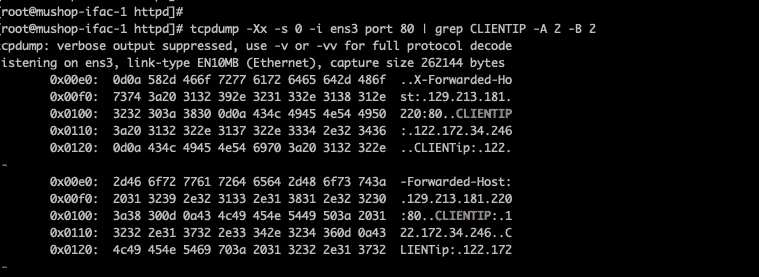 [root@mushop-ifac-1 httpd]#
[root@mushop-ifac-1 httpd]# tcpdump -Xx -s 0 -i ens3 port 80 | grep CLIENTIP -A 2 -B 2
tcpdump: verbose output suppressed, use -v or -vv for full protocol decode
istening on ens3, link-type EN10MB (Ethernet), capture size 262144 bytes
0x00e0: 0d0a 582d 466f 7277 6172 6465 642d 486f ..X-Forwarded-Ho
0x00f0: 7374 3a20 3132 392e 3231 332e 3138 312e st:.129.213.181.
0x0100: 3232 303a 3830 0d0a 434c 4945 4e54 4950 220:80..CLIENTIP
0x0110: 3a20 3132 322e 3137 322e 3334 2e32 3436 :.122.172.34.246
0x0120: 0d0a 434c 4945 4e54 6970 3a20 3132 322e ..CLIENTip:.122.
--
0x00e0: 2d46 6f72 7761 7264 6564 2d48 6f73 743a -Forwarded-Host:
0x00f0: 2031 3239 2e32 3133 2e31 3831 2e32 3230 .129.213.181.220
0x0100: 3a38 300d 0a43 4c49 454e 5449 503a 2031 :80..CLIENTIP:.1
0x0110: 3232 2e31 3732 2e33 342e 3234 360d 0a43 22.172.34.246..C
0x0120: 4c49 454e 5469 703a 2031 3232 2e31 3732 LIENTip:.122.172
--